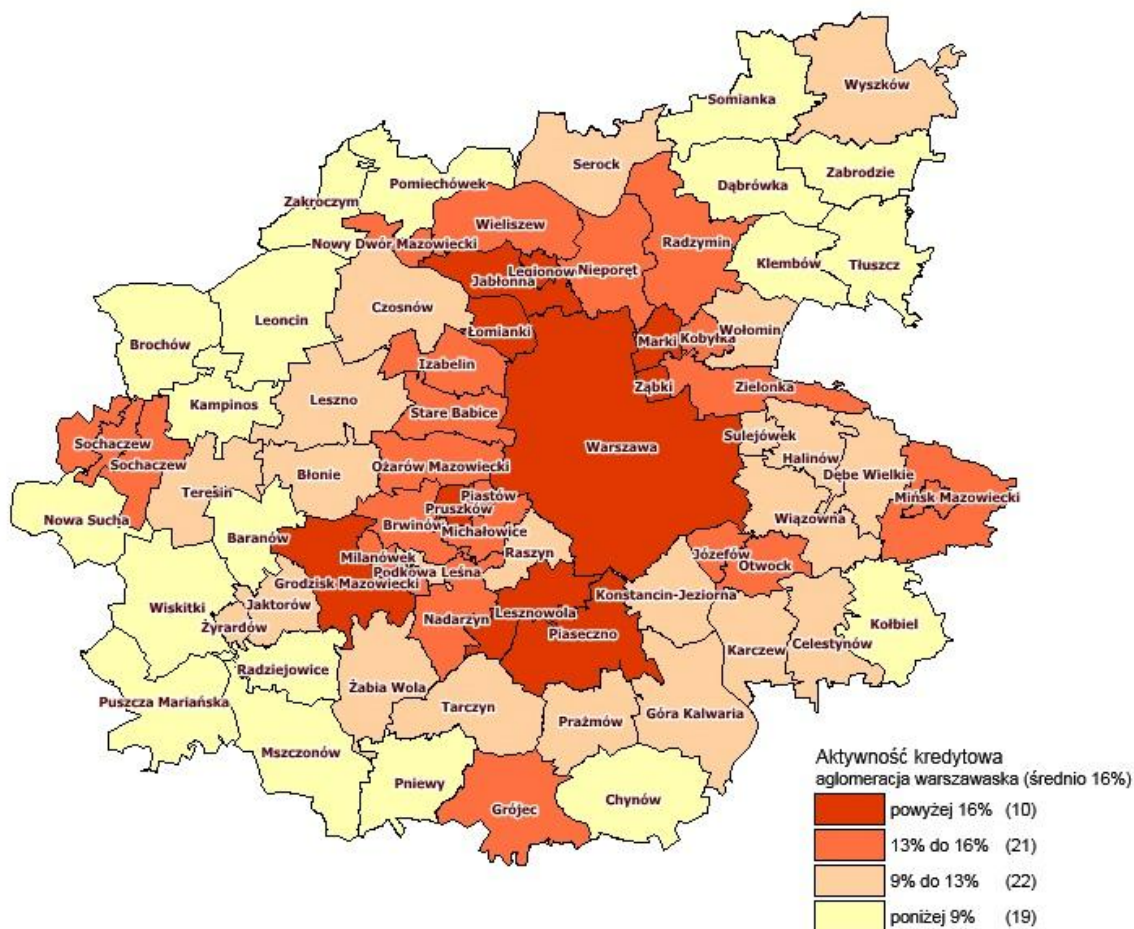 Wyszków
Somianka
Serock
Zabrodzie
Dąbrówka
Pomiechówek
Zakroczym
Wieliszew
Nowy Dwór Mazowiecki
Radzymin
Klembów
Tłuszcz
Legionow
Nieporęt
Jabłonna
Czosnów
Leoncin
Łomianki
Wołomin
Marki
Kobyłka
Brochów
Izabelin
Ząbki
Zielonka
Leszno
Kampinos
Stare Babice
Sochaczew
Warszawa
Sulejówek
Halinów
Sochaczew
Ożarów Mazowiecki
Błonie
Dębe Wielkie
Teresin
Piastów
Mińsk Mazowiecki
Pruszków
Nowa Sucha
Brwinów
Michałowice
Wiązowna
Baranów
Raszyn
Józefów
Milanówek
Otwock
Podkowa Leśna
Grodzisk Mazowiecki
Konstancin-Jeziorna
Jaktorów
Wiskitki
Lesznowola
Nadarzyn
Kołbiel
Żyrardów
Piaseczno
Celestynów
Karczew
Radziejowice
Żabia Wola
Puszcza Mariańska
Tarczyn
Góra Kalwaria
Prażmów
Mszczonów
Pniewy
Chynów
Grójec
Aktywność kredytowa
aglomeracja warszawaska (średnio 16%)
powyżej 16% (10)
13% do 16% (21)
9% do 13% (22)
poniżej 9% (19)